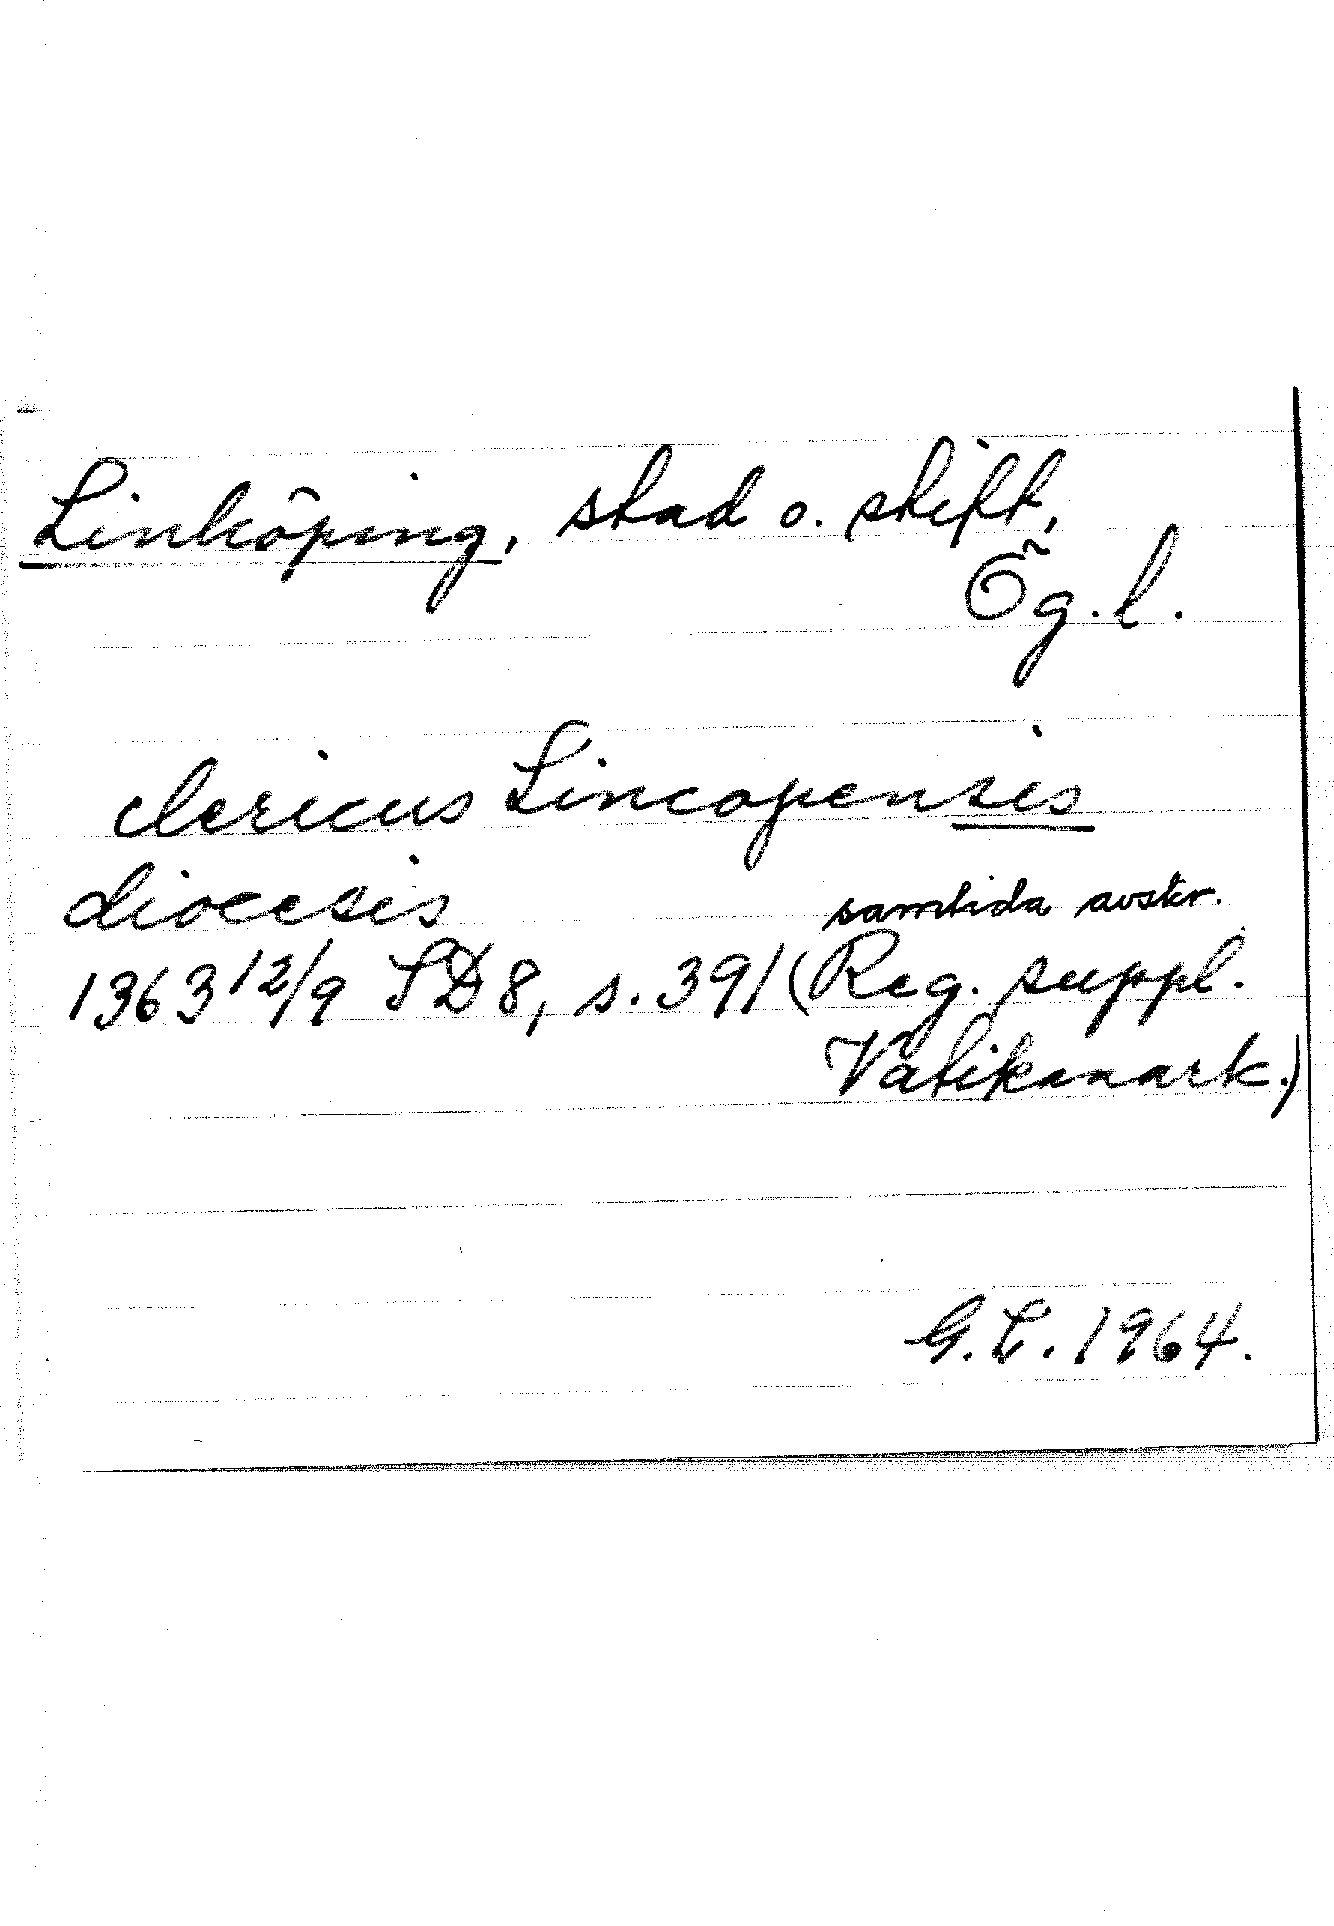 Linköping, stad o. stift,
Ög. l.
clericus Lincopensis
diocesis
samtida avskr.
1363 12/9 SD 8, s. 391 (Reg. suppl.
Vatikanark.)
G. L. 1964.